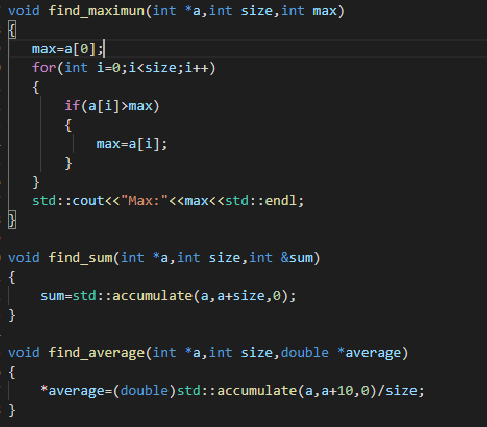 void find_maximun(int *a,int size,int max)
{
max=a[0];
for(int i=0;i<size;i++)
{
if(a[i]>max)
{
max=a[i];
}
}
std::cout<<"Max:"<<max<<std::endl;
}
void find_sum(int *a,int size,int &sum)
{
sum=std::accumulate(a,a+size,0);
}
void find_average(int *a,int size,double *average)
{
*average=(double)std::accumulate(a,a+10,0)/size;
}